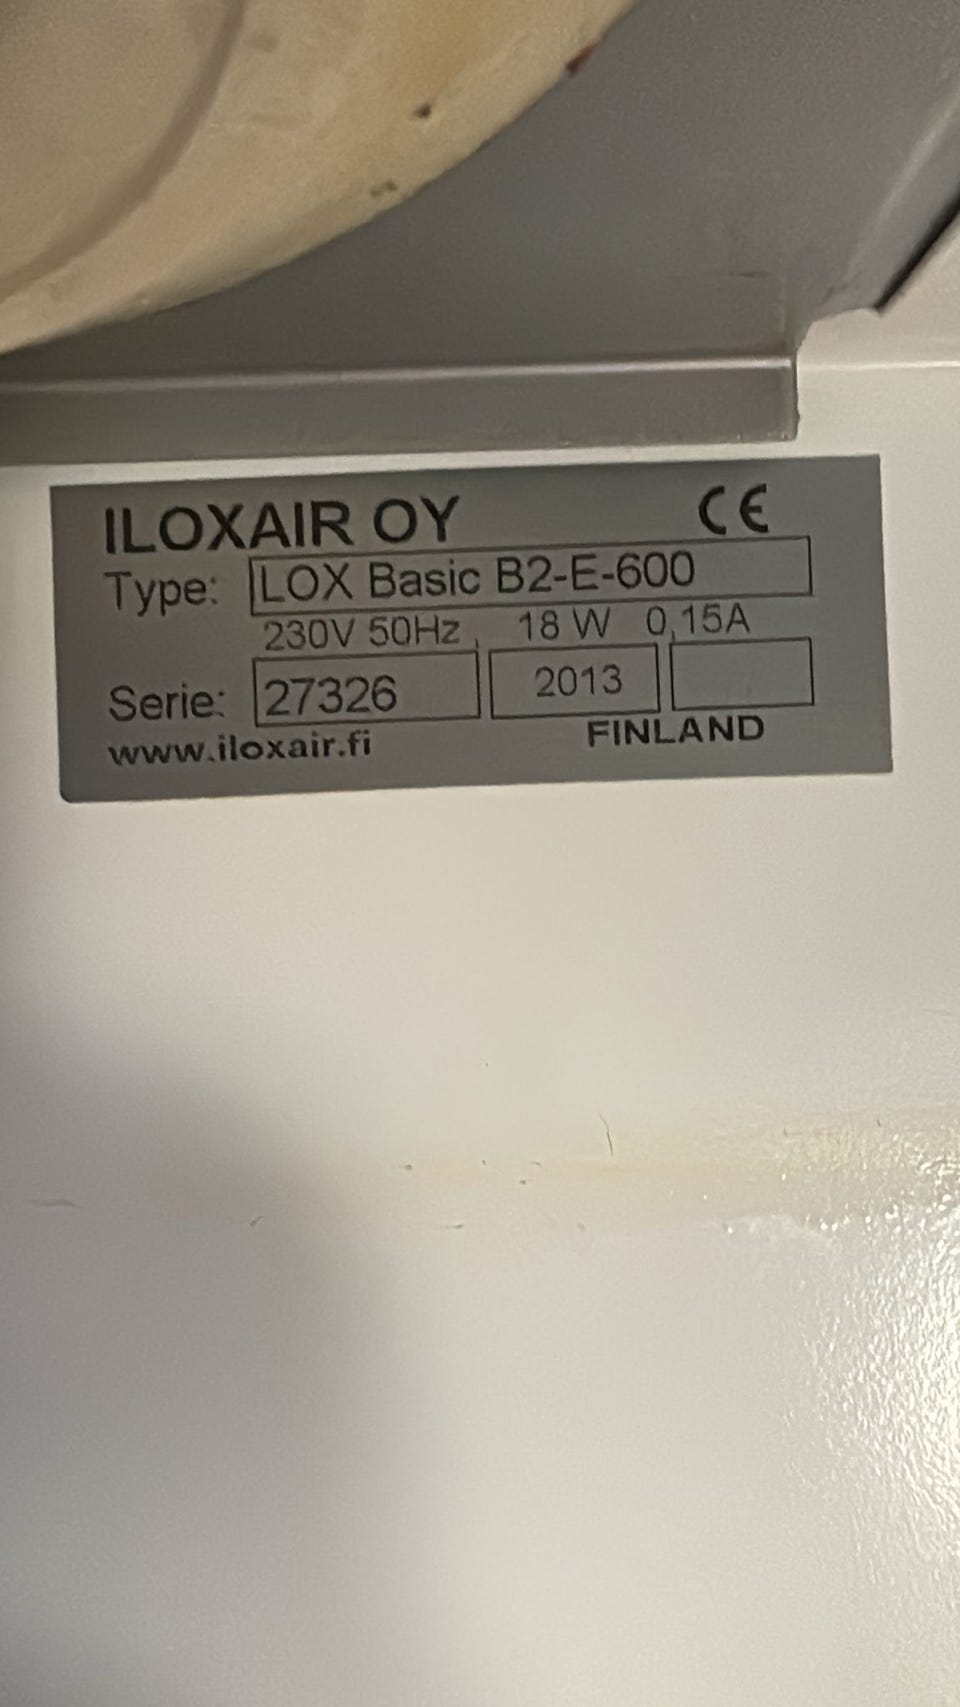 ILOXAIR OY CE
Type: ILOX Basic B2-E-600
230V 50Hz, 18 W 0,15A
Serie: 27326 2013
www.iloxair.fi FINLAND